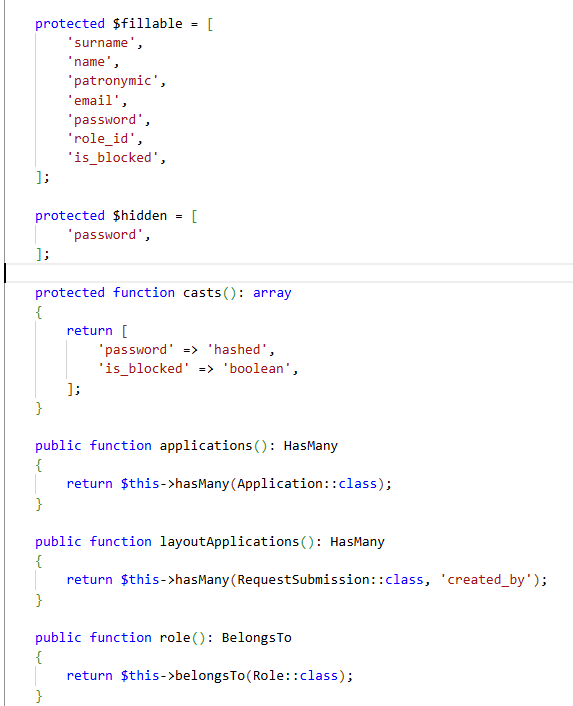 protected $fillable = [
    'surname',
    'name',
    'patronymic',
    'email',
    'password',
    'role_id',
    'is_blocked',
];
protected $hidden = [
    'password',
];
protected function casts(): array
{
    return [
        'password' => 'hashed',
        'is_blocked' => 'boolean',
    ];
}
public function applications(): HasMany
{
    return $this->hasMany(Application::class);
}
public function layoutApplications(): HasMany
{
    return $this->hasMany(RequestSubmission::class, 'created_by');
}
public function role(): BelongsTo
{
    return $this->belongsTo(Role::class);
}